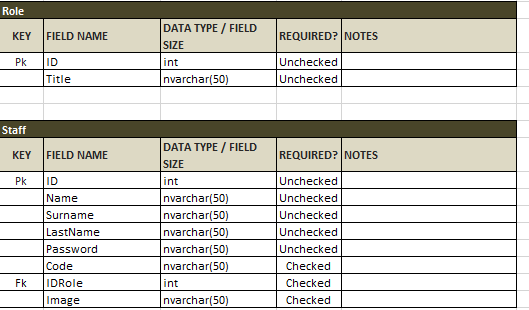 Role
KEY FIELD NAME DATA TYPE / FIELD SIZE REQUIRED? NOTES
Pk ID int Unchecked
Title nvarchar(50) Unchecked
Staff
KEY FIELD NAME DATA TYPE / FIELD SIZE REQUIRED? NOTES
Pk ID int Unchecked
Name nvarchar(50) Unchecked
Surname nvarchar(50) Unchecked
LastName nvarchar(50) Unchecked
Password nvarchar(50) Unchecked
Code nvarchar(50) Checked
Fk IDRole int Checked
Image nvarchar(50) Checked